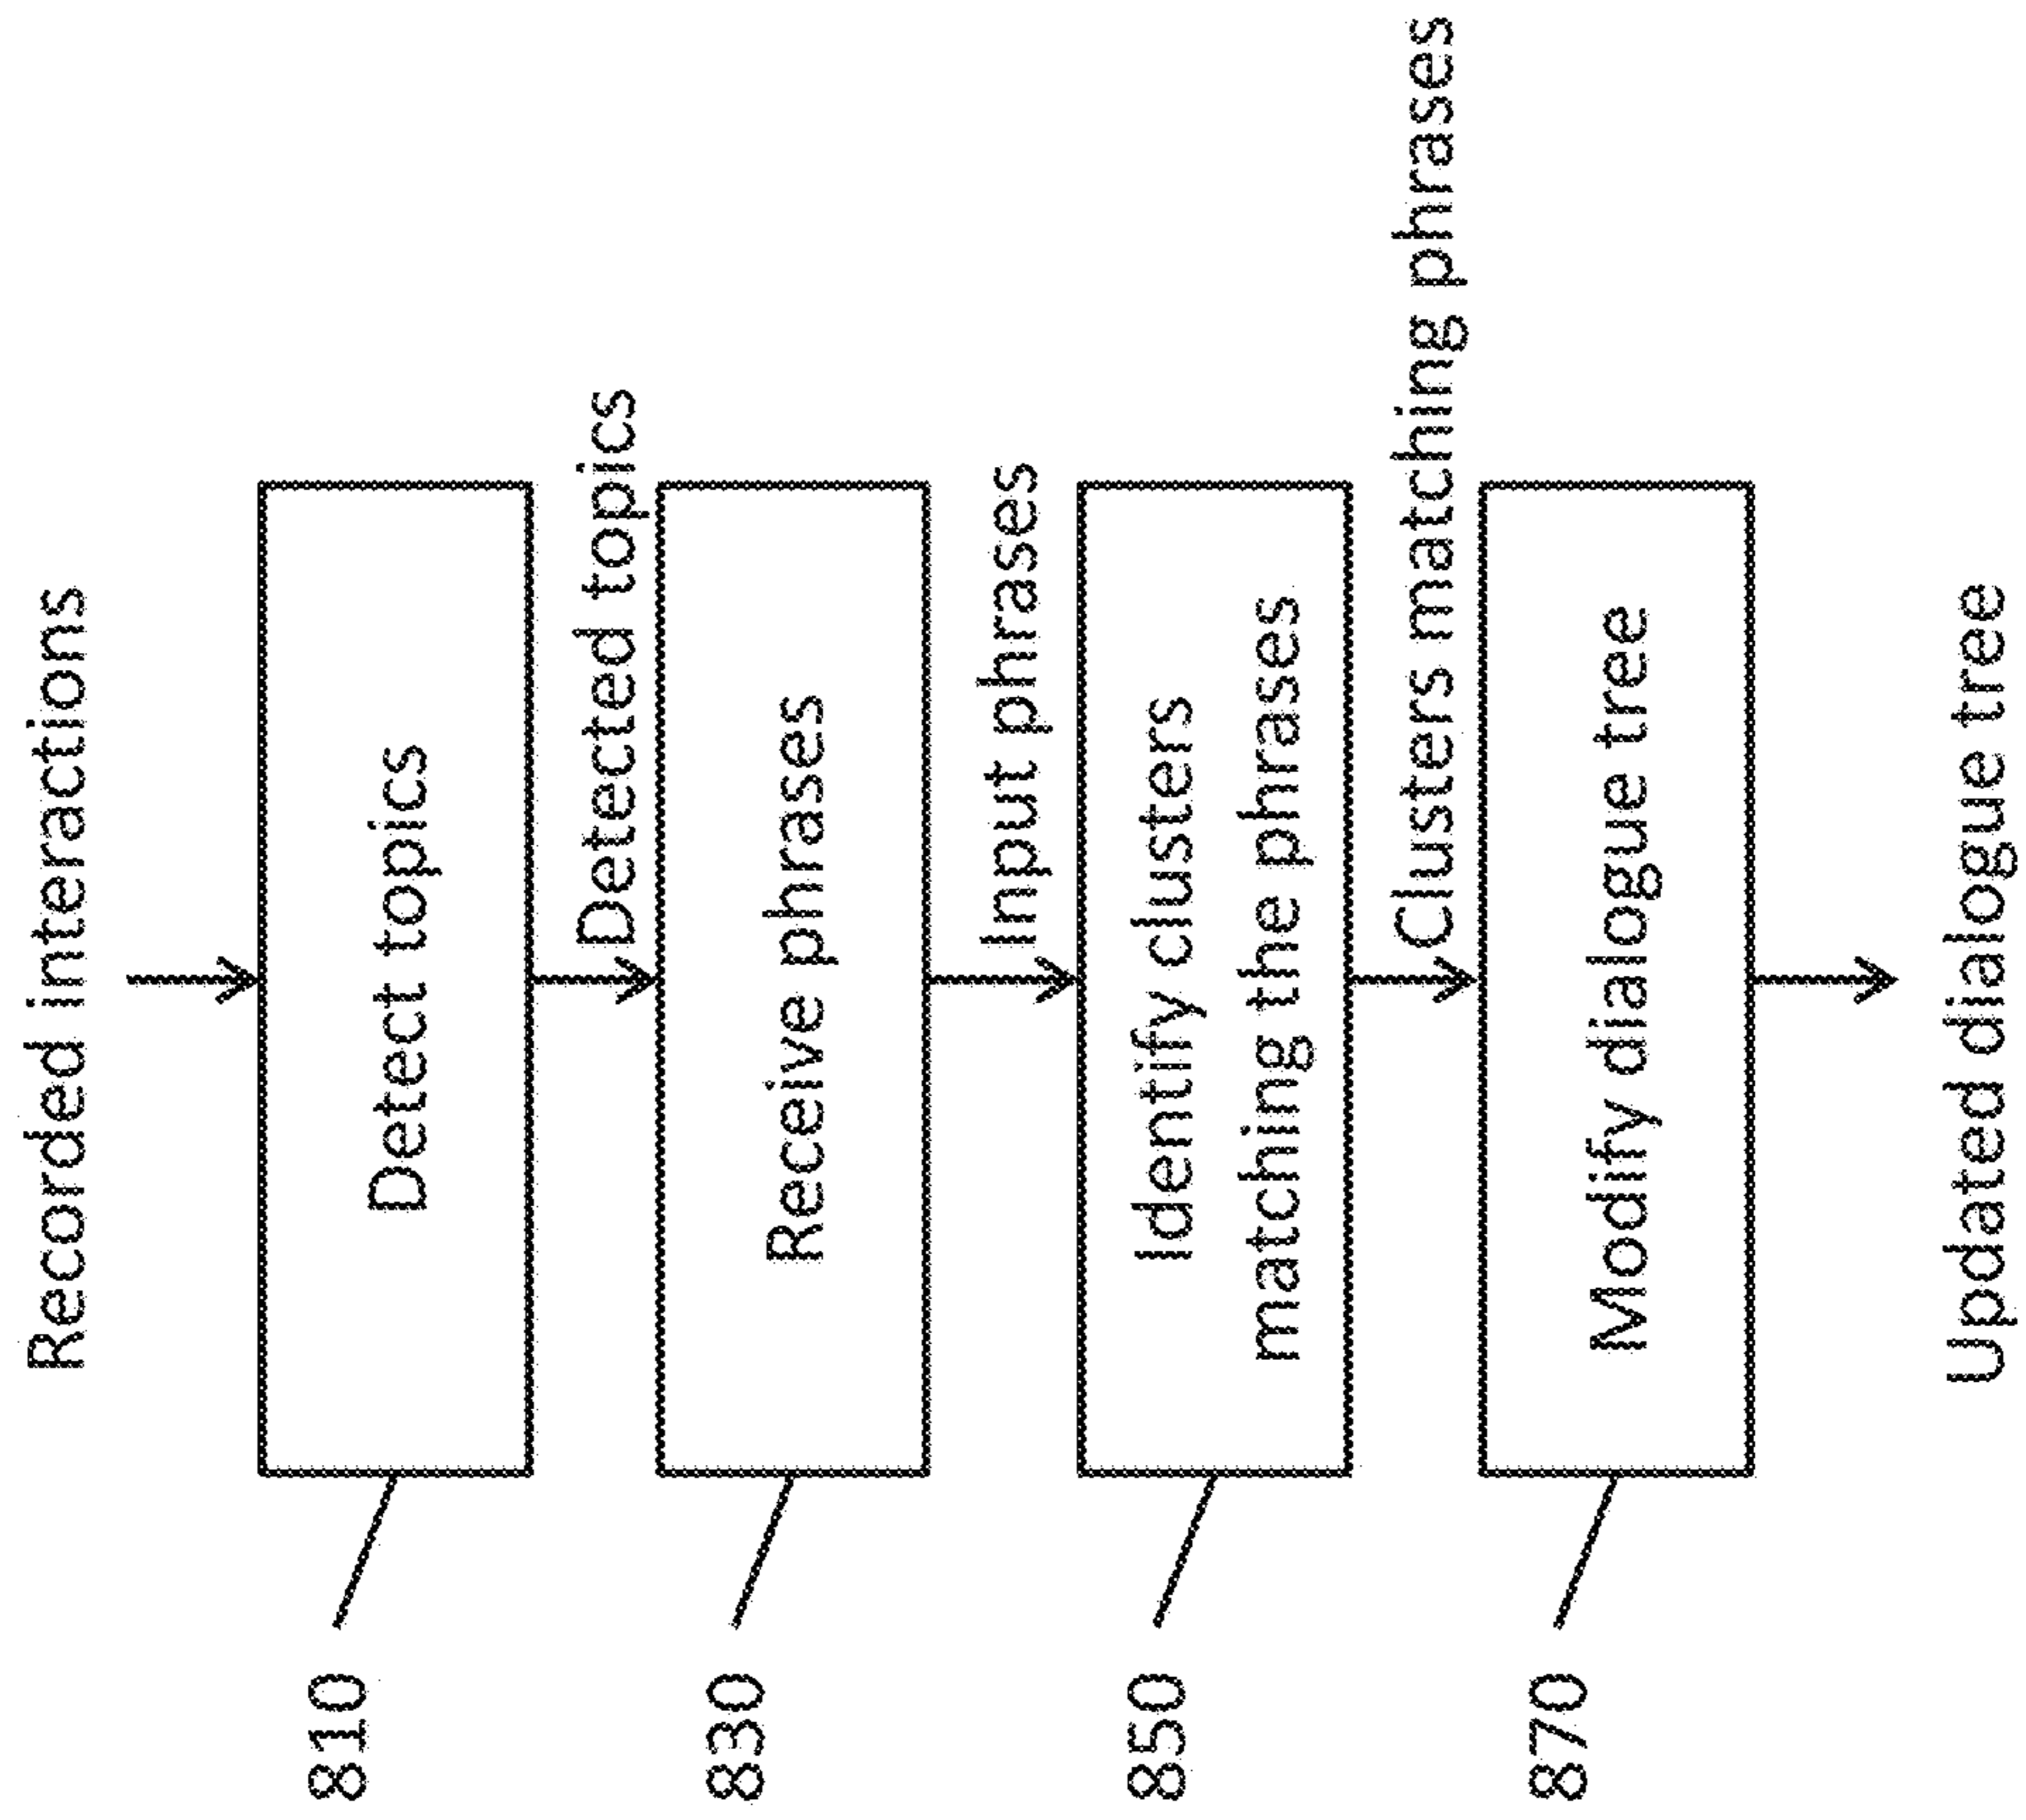 Recorded interactions
810
Detect topics
Detected topics
830
Receive phrases
Input phrases
850
Identify clusters
matching the phrases
Clusters matching phrases
870
Modify dialogue tree
Updated dialogue tree